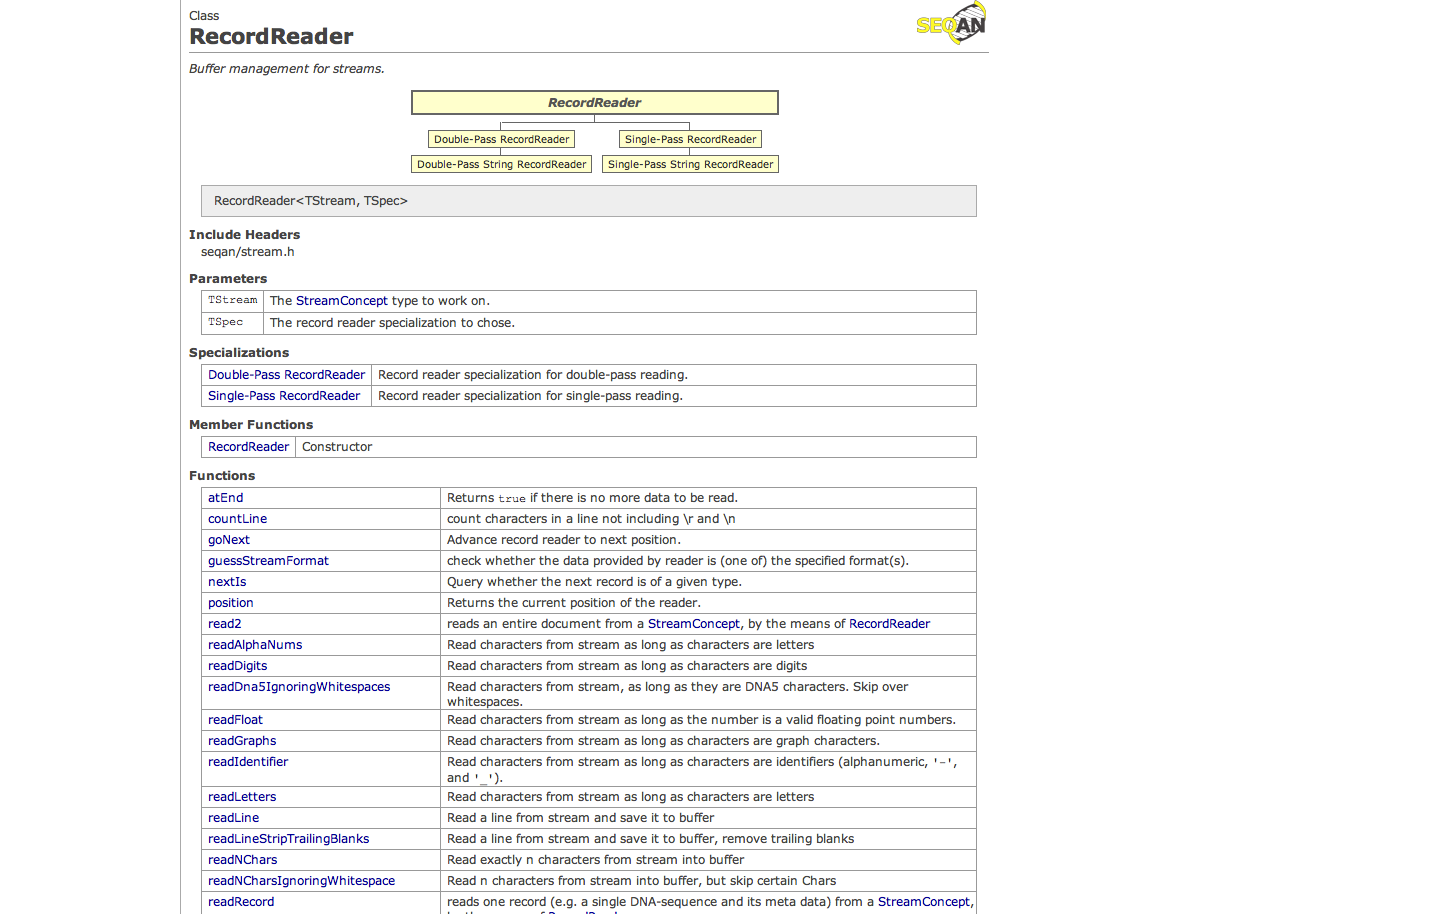 Class
RecordReader
SEQAN
Buffer management for streams.
RecordReader
Double-Pass RecordReader
Single-Pass RecordReader
Double-Pass String RecordReader
Single-Pass String RecordReader
RecordReader<TStream, TSpec>
Include Headers
seqan/stream.h
Parameters
TStream The StreamConcept type to work on.
TSpec The record reader specialization to chose.
Specializations
Double-Pass RecordReader Record reader specialization for double-pass reading.
Single-Pass RecordReader Record reader specialization for single-pass reading.
Member Functions
RecordReader Constructor
Functions
atEnd Returns true if there is no more data to be read.
countLine count characters in a line not including \r and \n
goNext Advance record reader to next position.
guessStreamFormat check whether the data provided by reader is (one of) the specified format(s).
nextIs Query whether the next record is of a given type.
position Returns the current position of the reader.
read2 reads an entire document from a StreamConcept, by the means of RecordReader
readAlphaNums Read characters from stream as long as characters are letters
readDigits Read characters from stream as long as characters are digits
readDna5IgnoringWhitespaces Read characters from stream, as long as they are DNA5 characters. Skip over
whitespaces.
readFloat Read characters from stream as long as the number is a valid floating point numbers.
readGraphs Read characters from stream as long as characters are graph characters.
readIdentifier Read characters from stream as long as characters are identifiers (alphanumeric, '-',
and '_').
readLetters Read characters from stream as long as characters are letters
readLine Read a line from stream and save it to buffer
readLineStripTrailingBlanks Read a line from stream and save it to buffer, remove trailing blanks
readNChars Read exactly n characters from stream into buffer
readNCharsIgnoringWhitespace Read n characters from stream into buffer, but skip certain Chars
readRecord reads one record (e.g. a single DNA-sequence and its meta data) from a StreamConcept,